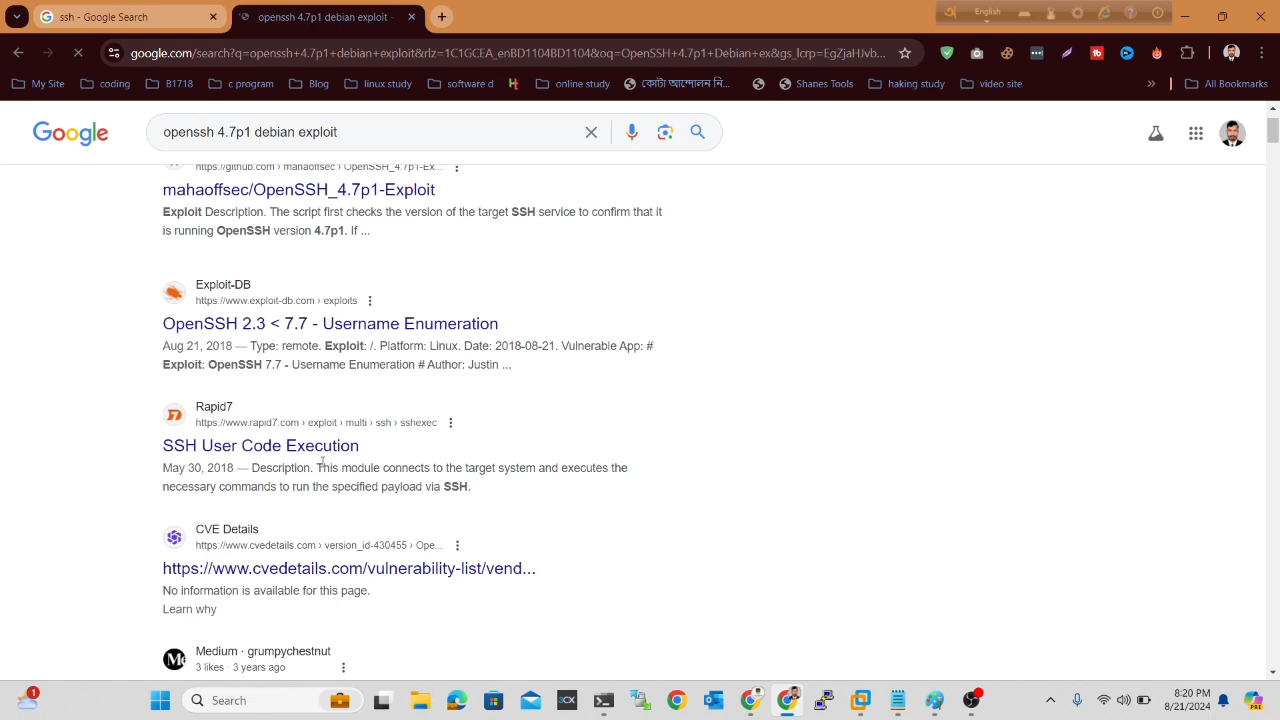 ssh - Google Search
openssh 4.7p1 debian exploit -
English
google.com/search?q=openssh+4.7p1+debian+exploit&rlz=1C1GCEA_enBD1104BD1104&oq=OpenSSH+4.7p1+Debian+ex&gs_lcrp=EgZjaHJvb...
My Site coding B1718 c program Blog linux study software d online study কোটা আন্দোলন নি... Shanes Tools haking study video site » All Bookmarks
Google
openssh 4.7p1 debian exploit
https://github.com › mahaoffsec › OpenSSH_4.7p1-Ex...
mahaoffsec/OpenSSH_4.7p1-Exploit
Exploit Description. The script first checks the version of the target SSH service to confirm that it
is running OpenSSH version 4.7p1. If ...
Exploit-DB
https://www.exploit-db.com › exploits
OpenSSH 2.3 < 7.7 - Username Enumeration
Aug 21, 2018 — Type: remote. Exploit: /. Platform: Linux. Date: 2018-08-21. Vulnerable App: #
Exploit: OpenSSH 7.7 - Username Enumeration # Author: Justin ...
Rapid7
https://www.rapid7.com › exploit › multi › ssh › sshexec
SSH User Code Execution
May 30, 2018 — Description. This module connects to the target system and executes the
necessary commands to run the specified payload via SSH.
CVE Details
https://www.cvedetails.com › version_id-430455 › Ope...
https://www.cvedetails.com/vulnerability-list/vend...
No information is available for this page.
Learn why
Medium · grumpychestnut
3 likes · 3 years ago
1
Search
8:20 PM
8/21/2024